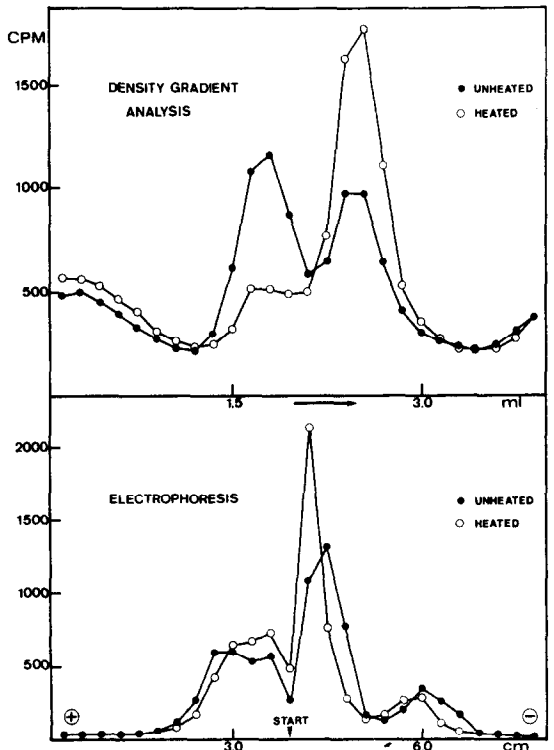 CPM
1500
1000
500
DENSITY GRADIENT
ANALYSIS
UNHEATED
HEATED
1.5
3.0
ml
2000
1500
1000
500
ELECTROPHORESIS
UNHEATED
HEATED
+
START
−
3.0
6.0
cm